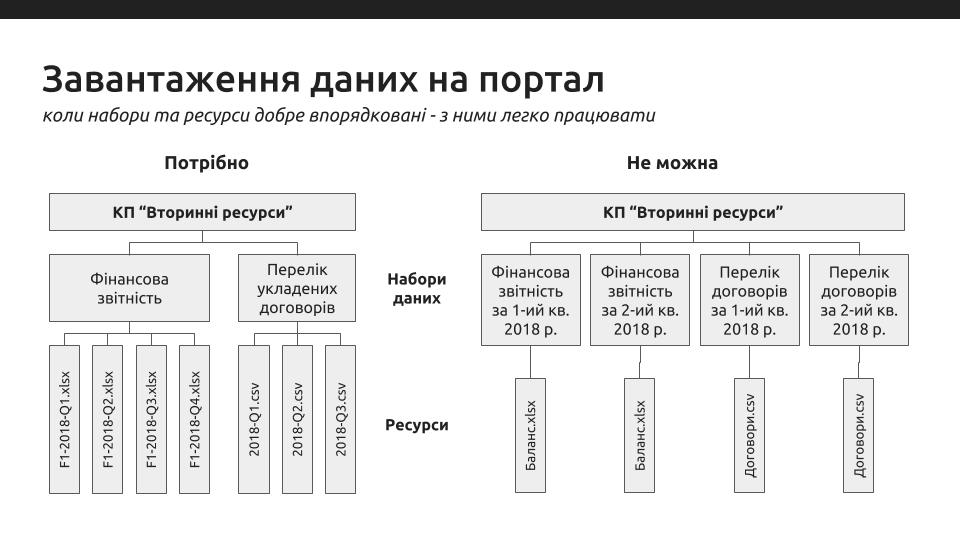 Завантаження даних на портал
коли набори та ресурси добре впорядковані - з ними легко працювати
Потрібно
КП “Вторинні ресурси”
Фінансова
звітність
Перелік
укладених
договорів
F1-2018-Q1.xlsx
F1-2018-Q2.xlsx
F1-2018-Q3.xlsx
F1-2018-Q4.xlsx
2018-Q1.csv
2018-Q2.csv
2018-Q3.csv
Набори
даних
Ресурси
Не можна
КП “Вторинні ресурси”
Фінансова
звітність
за 1-ий кв.
2018 р.
Фінансова
звітність
за 2-ий кв.
2018 р.
Перелік
договорів
за 1-ий кв.
2018 р.
Перелік
договорів
за 2-ий кв.
2018 р.
Баланс.xlsx
Баланс.xlsx
Договори.csv
Договори.csv